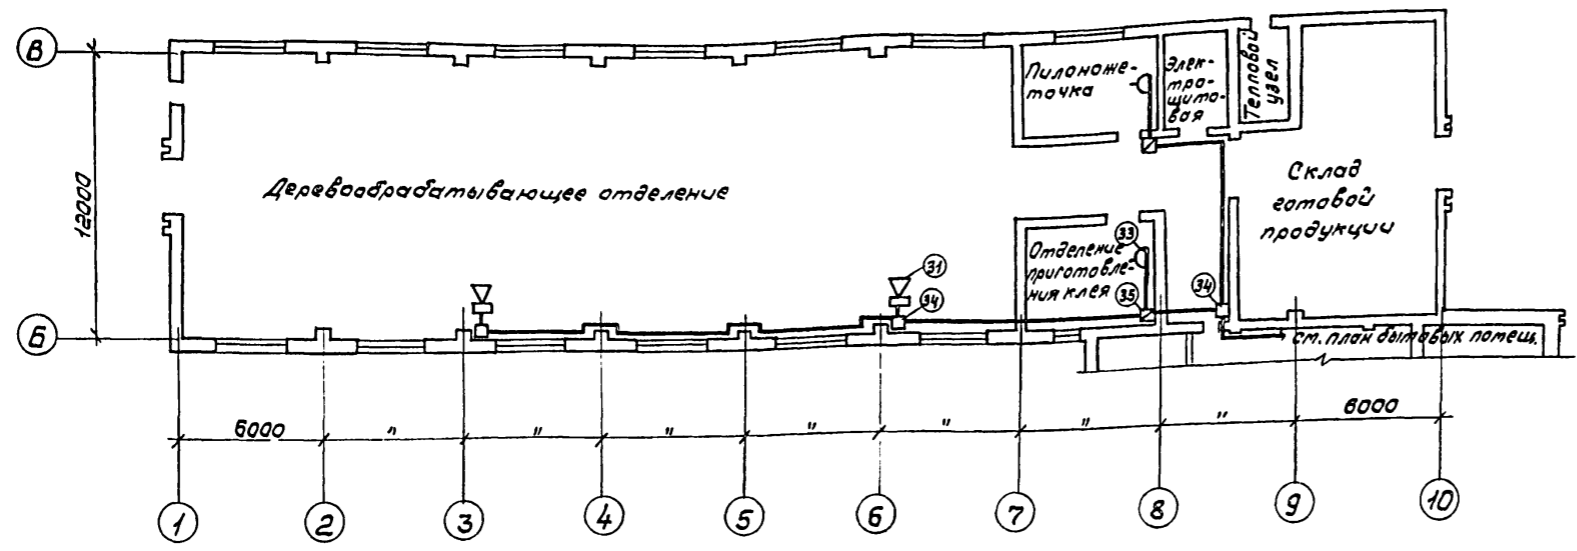 В
12000
Б
Пилоноже-
точка
Элек-
тро-
щито-
вая
Тепловой
узел
Деревообрабатывающее отделение
Склад
готовой
продукции
Отделение
приготовле-
ния клея
33
31
34
35
34
см. план бытовых помещ.
6000
"
"
"
"
"
"
"
6000
1
2
3
4
5
6
7
8
9
10